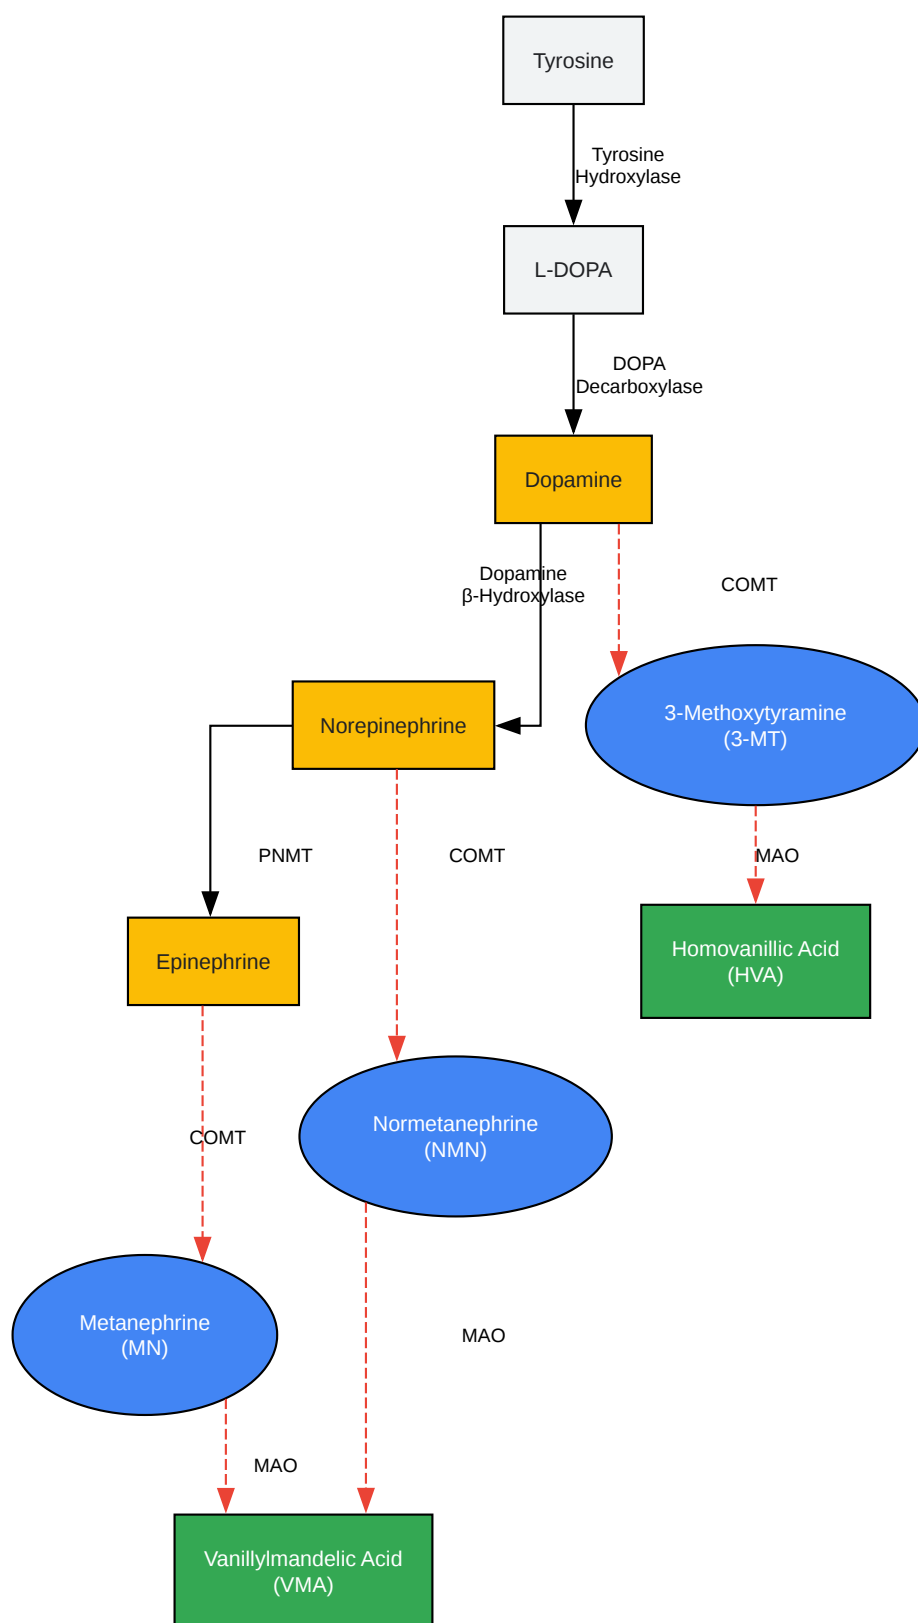 Tyrosine
Tyrosine
Hydroxylase
L-DOPA
DOPA
Decarboxylase
Dopamine
Dopamine
β-Hydroxylase
COMT
3-Methoxytyramine
(3-MT)
Norepinephrine
PNMT
COMT
MAO
Epinephrine
Homovanillic Acid
(HVA)
COMT
Normetanephrine
(NMN)
Metanephrine
(MN)
MAO
MAO
Vanillylmandelic Acid
(VMA)